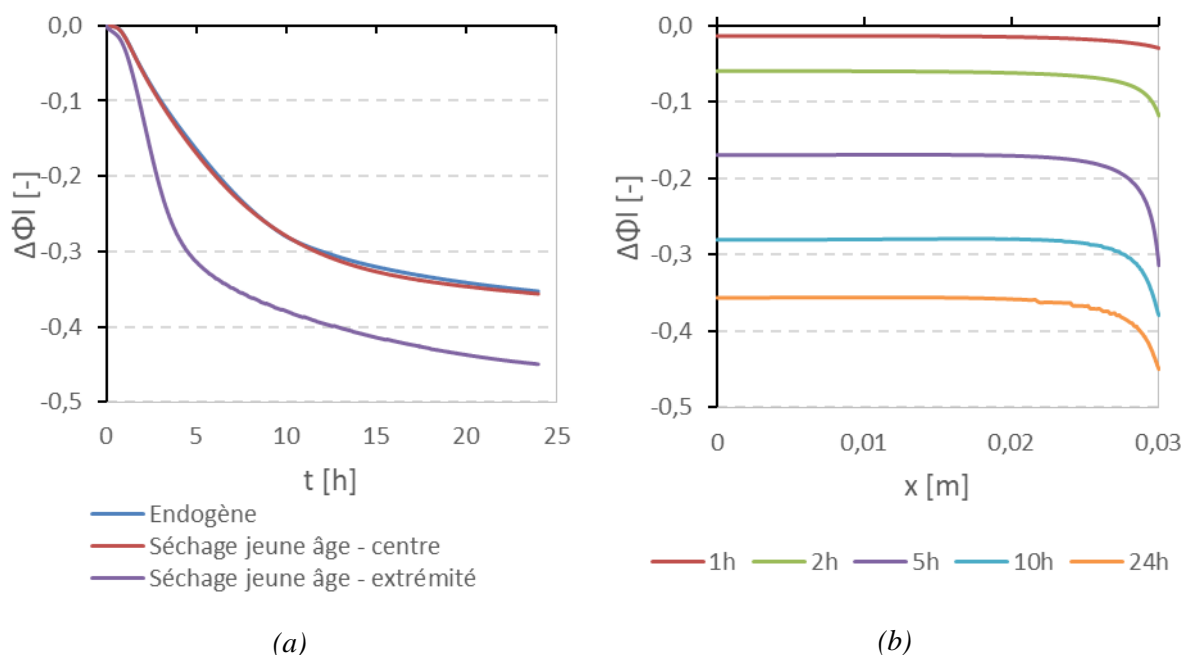 0,0
-0,1
-0,2
-0,3
-0,4
-0,5
ΔΦl [-]
0 5 10 15 20 25
t [h]
Endogène
Séchage jeune âge - centre
Séchage jeune âge - extrémité
(a)
0,0
-0,1
-0,2
-0,3
-0,4
-0,5
ΔΦl [-]
0 0,01 0,02 0,03
x [m]
1h 2h 5h 10h 24h
(b)